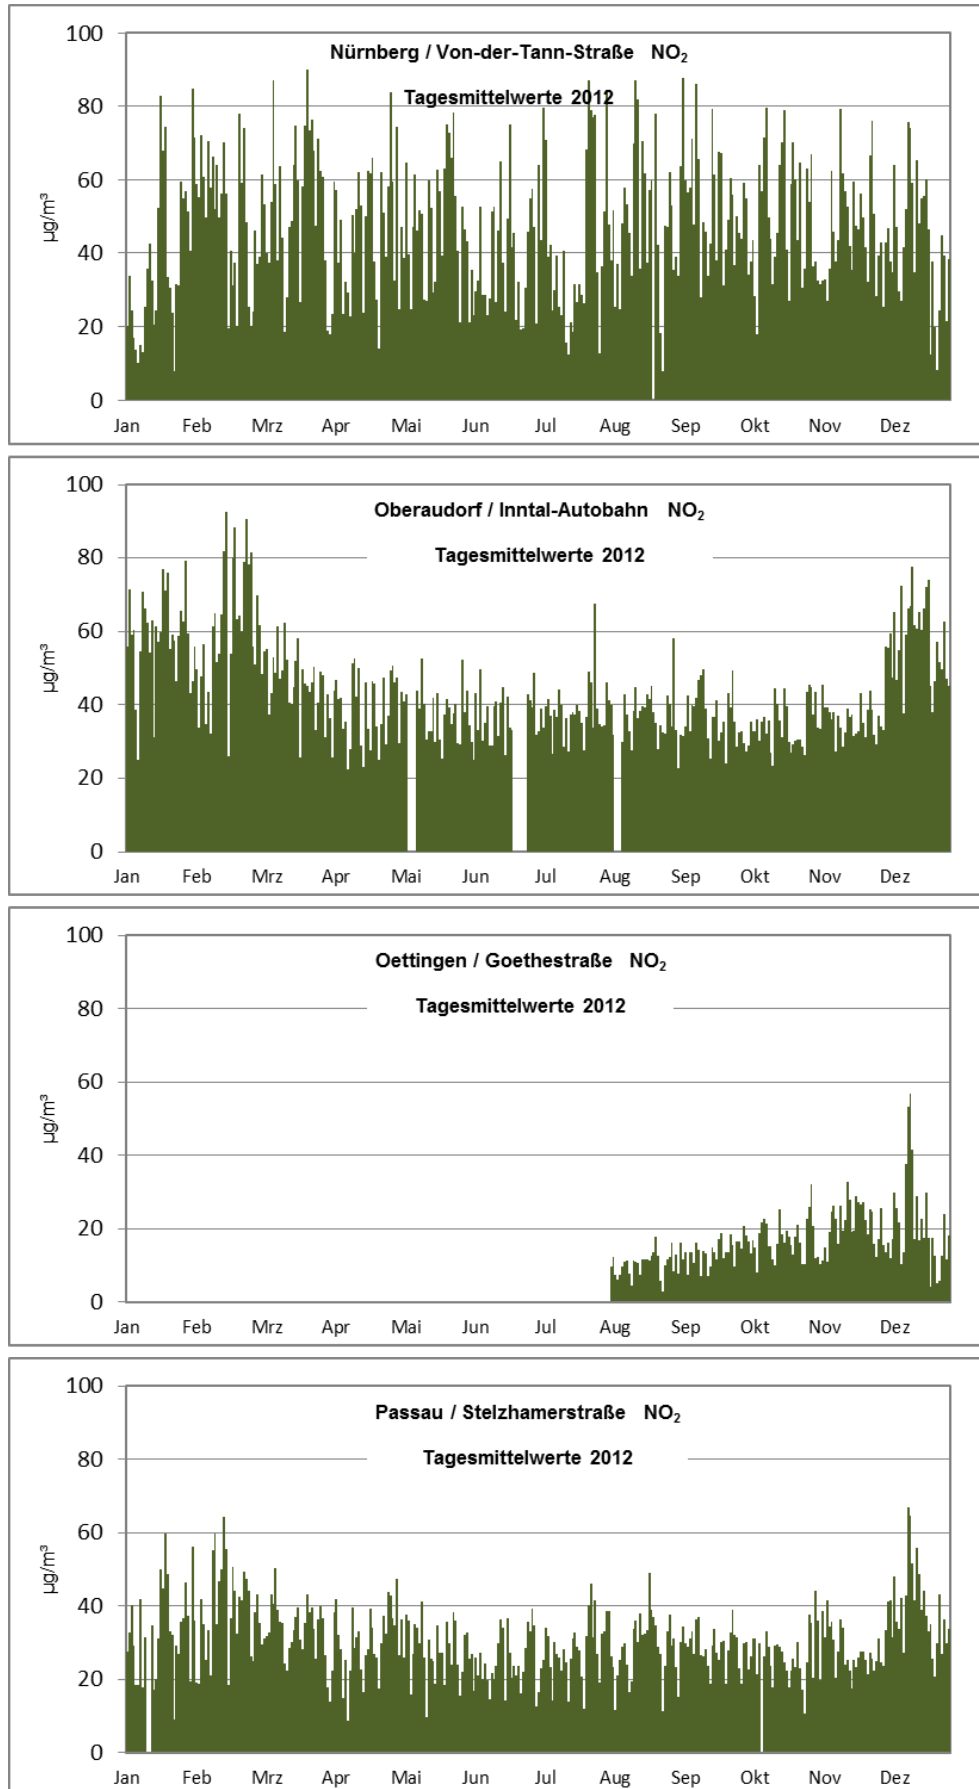 Nürnberg / Von-der-Tann-Straße NO₂
Tagesmittelwerte 2012
µg/m³
100
80
60
40
20
0
Jan Feb Mrz Apr Mai Jun Jul Aug Sep Okt Nov Dez
Oberaudorf / Inntal-Autobahn NO₂
Tagesmittelwerte 2012
µg/m³
100
80
60
40
20
0
Jan Feb Mrz Apr Mai Jun Jul Aug Sep Okt Nov Dez
Oettingen / Goethestraße NO₂
Tagesmittelwerte 2012
µg/m³
100
80
60
40
20
0
Jan Feb Mrz Apr Mai Jun Jul Aug Sep Okt Nov Dez
Passau / Stelzhamerstraße NO₂
Tagesmittelwerte 2012
µg/m³
100
80
60
40
20
0
Jan Feb Mrz Apr Mai Jun Jul Aug Sep Okt Nov Dez